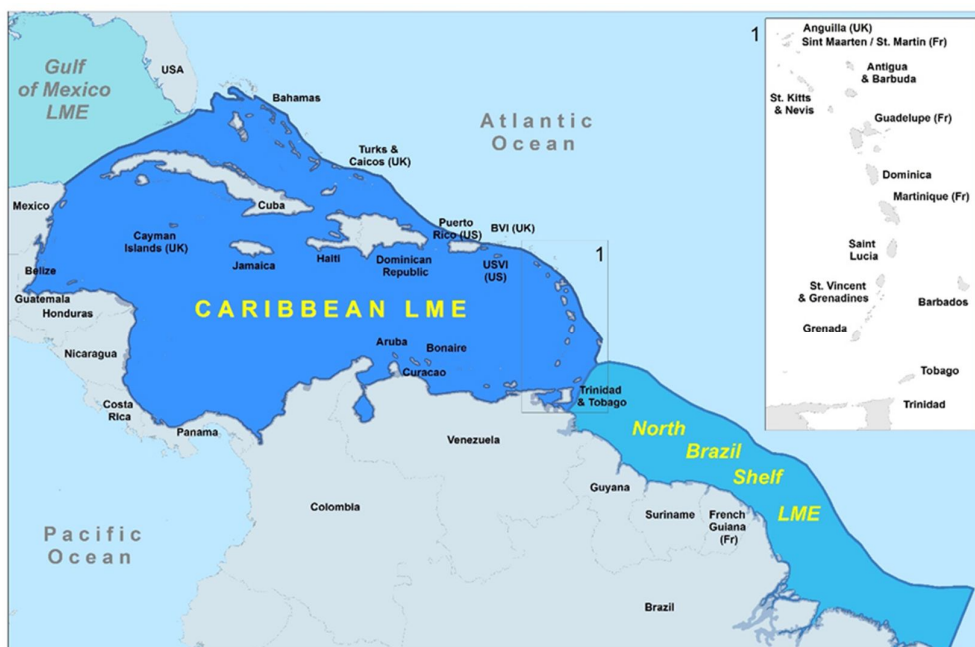 Gulf
of Mexico
LME
USA
Bahamas
Atlantic
Ocean
Turks &
Caicos (UK)
Mexico
Cuba
Cayman
Islands (UK)
Jamaica
Haiti
Dominican
Republic
Puerto
Rico (US)
BVI (UK)
USVI
(US)
1
Belize
Guatemala
Honduras
CARIBBEAN LME
Nicaragua
Aruba
Bonaire
Curacao
Costa
Rica
Panama
Trinidad
& Tobago
Venezuela
North
Brazil
Shelf
LME
Colombia
Guyana
Suriname
French
Guiana
(Fr)
Pacific
Ocean
Brazil
1
Anguilla (UK)
Sint Maarten / St. Martin (Fr)
Antigua
& Barbuda
St. Kitts
& Nevis
Guadelupe (Fr)
Dominica
Martinique (Fr)
Saint
Lucia
St. Vincent
& Grenadines
Barbados
Grenada
Tobago
Trinidad